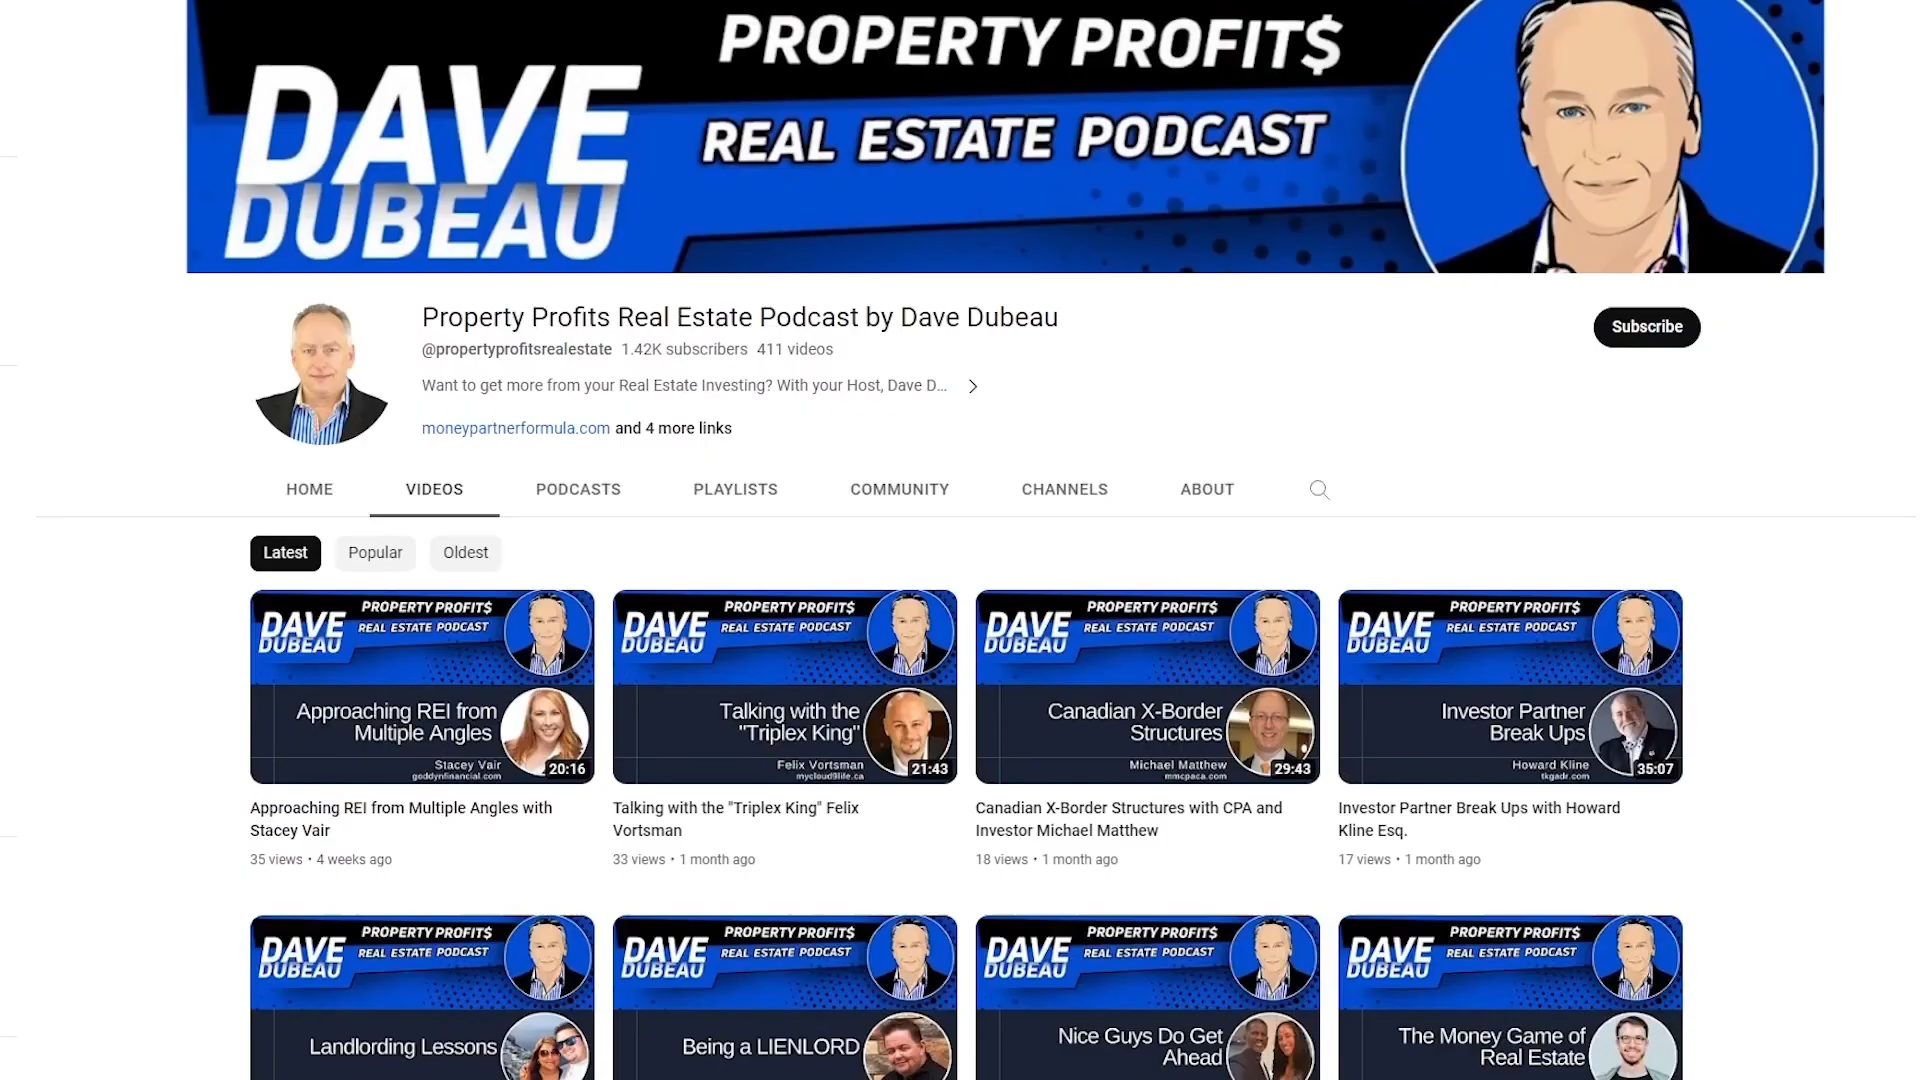 PROPERTY PROFIT$
DAVE
REAL ESTATE PODCAST
DUBEAU
Property Profits Real Estate Podcast by Dave Dubeau
Subscribe
@propertyprofitsrealestate 1.42K subscribers 411 videos
Want to get more from your Real Estate Investing? With your Host, Dave D...
moneypartnerformula.com and 4 more links
HOME VIDEOS PODCASTS PLAYLISTS COMMUNITY CHANNELS ABOUT
Latest Popular Oldest
DAVE
DUBEAU
PROPERTY PROFIT$
REAL ESTATE PODCAST
Approaching REI from
Multiple Angles
Stacey Vair
goddynfinancial.com
20:16
Approaching REI from Multiple Angles with
Stacey Vair
35 views • 4 weeks ago
DAVE
DUBEAU
PROPERTY PROFIT$
REAL ESTATE PODCAST
Talking with the
"Triplex King"
Felix Vortsman
mycloud9life.ca
21:43
Talking with the "Triplex King" Felix
Vortsman
33 views • 1 month ago
DAVE
DUBEAU
PROPERTY PROFIT$
REAL ESTATE PODCAST
Canadian X-Border
Structures
Michael Matthew
mmcpaca.com
29:43
Canadian X-Border Structures with CPA and
Investor Michael Matthew
18 views • 1 month ago
DAVE
DUBEAU
PROPERTY PROFIT$
REAL ESTATE PODCAST
Investor Partner
Break Ups
Howard Kline
tkgadr.com
35:07
Investor Partner Break Ups with Howard
Kline Esq.
17 views • 1 month ago
DAVE
DUBEAU
PROPERTY PROFIT$
REAL ESTATE PODCAST
Landlording Lessons
DAVE
DUBEAU
PROPERTY PROFIT$
REAL ESTATE PODCAST
Being a LIENLORD
DAVE
DUBEAU
PROPERTY PROFIT$
REAL ESTATE PODCAST
Nice Guys Do Get
Ahead
DAVE
DUBEAU
PROPERTY PROFIT$
REAL ESTATE PODCAST
The Money Game of
Real Estate